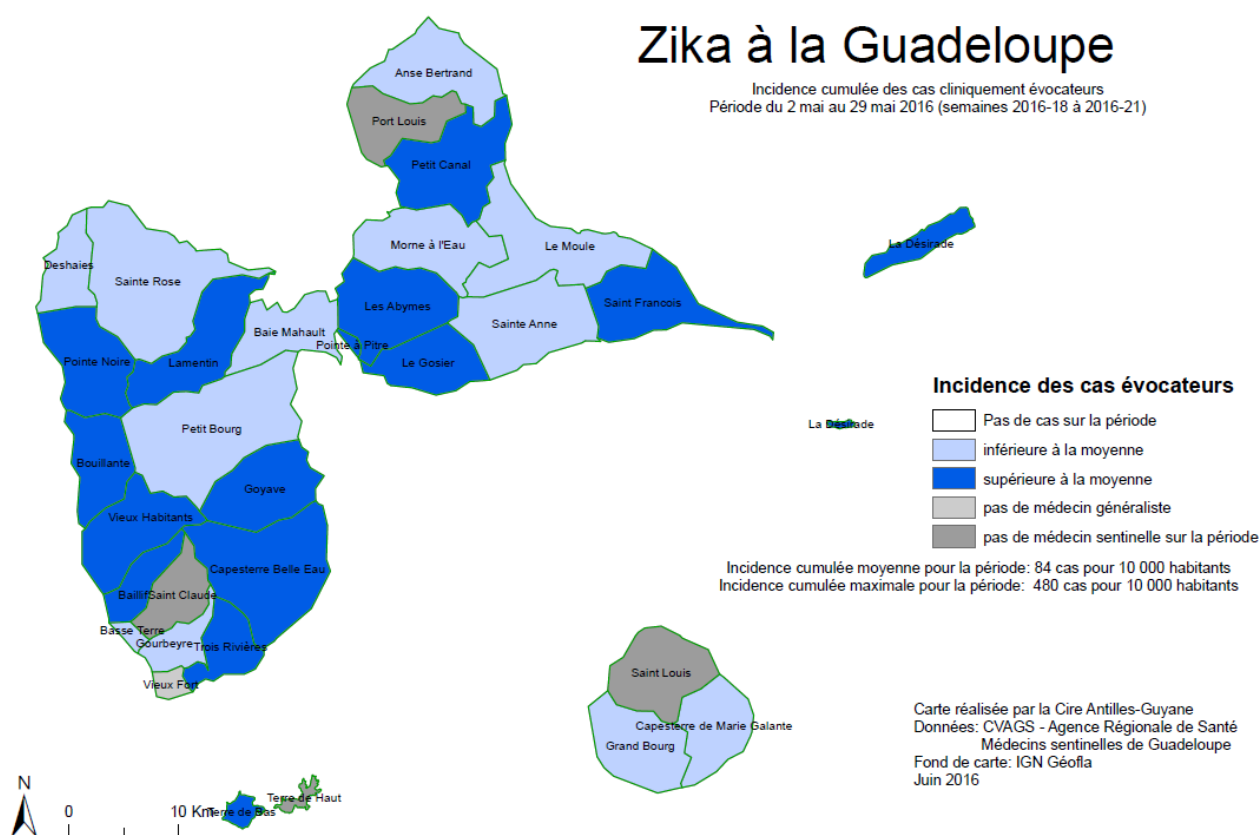 Zika à la Guadeloupe
Incidence cumulée des cas cliniquement évocateurs
Période du 2 mai au 29 mai 2016 (semaines 2016-18 à 2016-21)
Anse Bertrand
Port Louis
Petit Canal
Morne à l'Eau
Le Moule
La Désirade
Deshaies
Sainte Rose
Les Abymes
Saint Francois
Baie Mahault
Sainte Anne
Pointe à Pitre
Pointe Noire
Lamentin
Le Gosier
Incidence des cas évocateurs
Pas de cas sur la période
inférieure à la moyenne
supérieure à la moyenne
pas de médecin généraliste
pas de médecin sentinelle sur la période
La Désirade
Petit Bourg
Bouillante
Goyave
Vieux Habitants
Capesterre Belle Eau
Baillif
Saint Claude
Basse Terre
Gourbeyre
Trois Rivières
Vieux Fort
Incidence cumulée moyenne pour la période: 84 cas pour 10 000 habitants
Incidence cumulée maximale pour la période: 480 cas pour 10 000 habitants
Saint Louis
Capesterre de Marie Galante
Grand Bourg
Carte réalisée par la Cire Antilles-Guyane
Données: CVAGS - Agence Régionale de Santé
Médecins sentinelles de Guadeloupe
Fond de carte: IGN Géofla
Juin 2016
N
0 10 Km
Terre de Bas
Terre de Haut